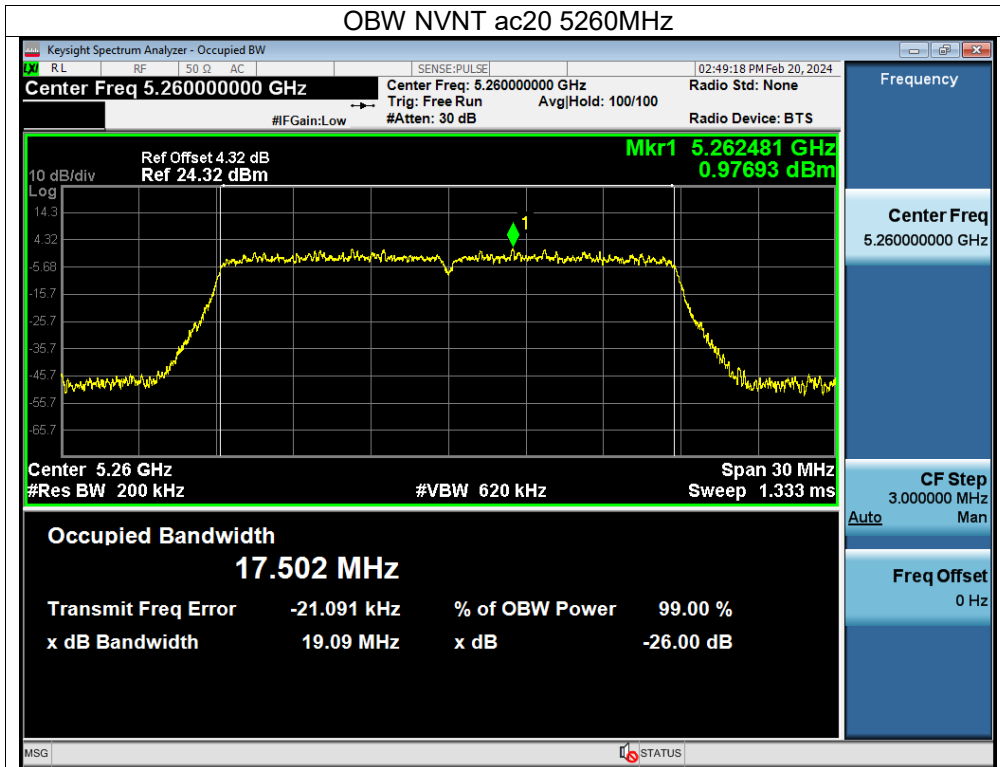 OBW NVNT ac20 5260MHz
Keysight Spectrum Analyzer - Occupied BW
LXI RL RF 50 Ω AC SENSE:PULSE 02:49:18 PM Feb 20, 2024
Center Freq 5.260000000 GHz Center Freq: 5.260000000 GHz Radio Std: None
Trig: Free Run Avg|Hold: 100/100
#IFGain:Low #Atten: 30 dB Radio Device: BTS
Frequency
Mkr1 5.262481 GHz
0.97693 dBm
Ref Offset 4.32 dB
10 dB/div Ref 24.32 dBm
Log
14.3
4.32
-5.68
-15.7
-25.7
-35.7
-45.7
-55.7
-65.7
1
Center 5.26 GHz Span 30 MHz
#Res BW 200 kHz #VBW 620 kHz Sweep 1.333 ms
Center Freq
5.260000000 GHz
CF Step
3.000000 MHz
Auto Man
Freq Offset
0 Hz
Occupied Bandwidth
17.502 MHz
Transmit Freq Error -21.091 kHz % of OBW Power 99.00 %
x dB Bandwidth 19.09 MHz x dB -26.00 dB
MSG STATUS